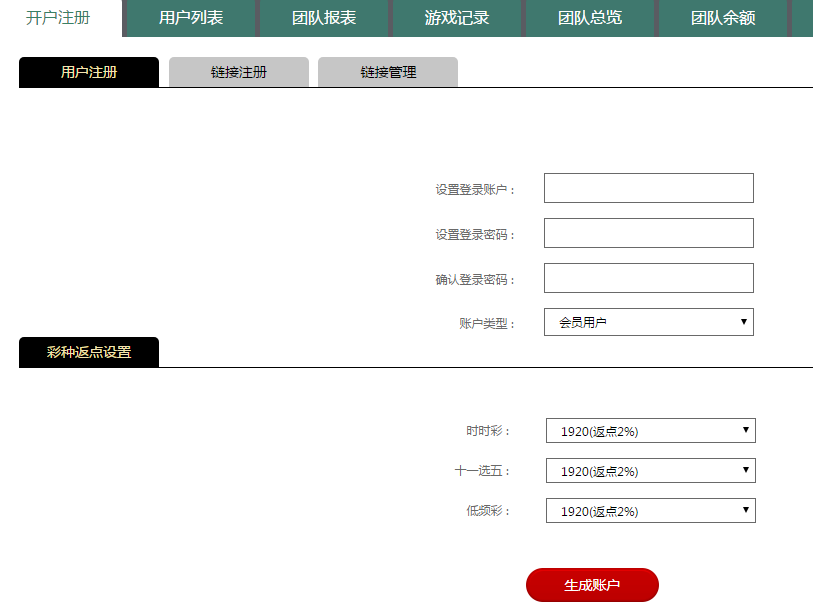 开户注册 用户列表 团队报表 游戏记录 团队总览 团队余额
用户注册 链接注册 链接管理
设置登录账户：
设置登录密码：
确认登录密码：
账户类型： 会员用户
彩种返点设置
时时彩： 1920(返点2%)
十一选五： 1920(返点2%)
低频彩： 1920(返点2%)
生成账户